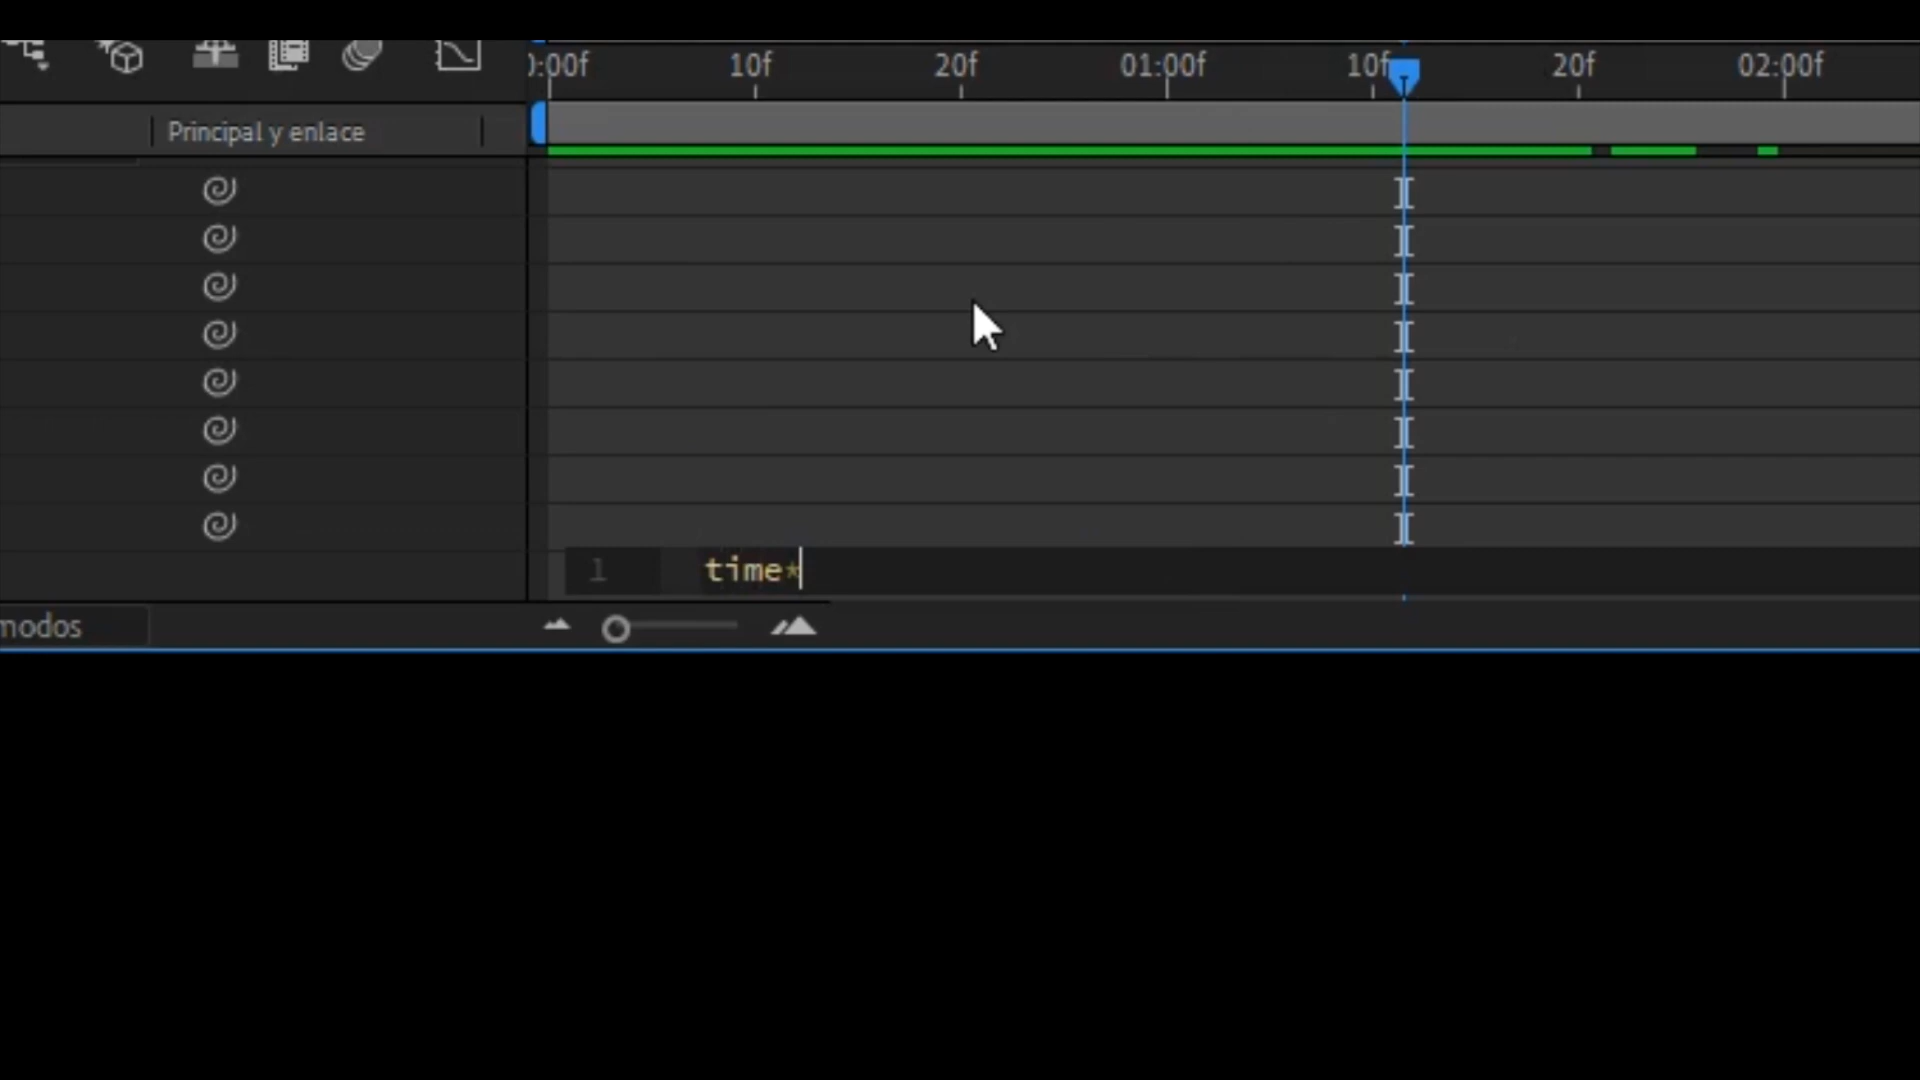 0:00f 10f 20f 01:00f 10f 20f 02:00f
Principal y enlace
1 time*
modos